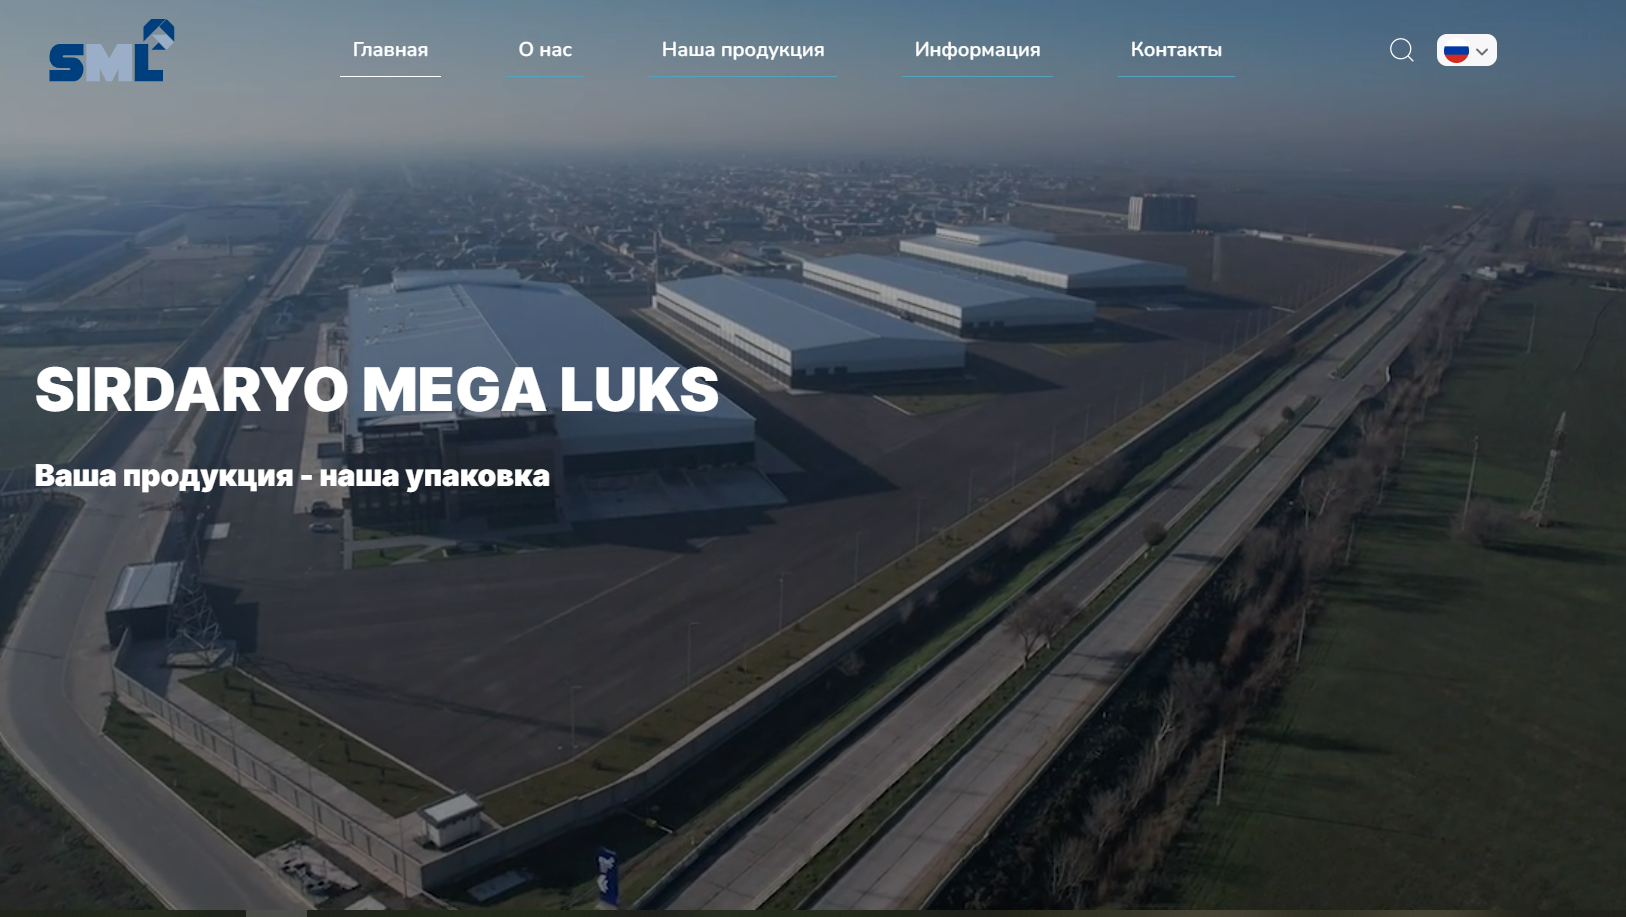 SML
Главная
О нас
Наша продукция
Информация
Контакты
SIRDARYO MEGA LUKS
Ваша продукция - наша упаковка